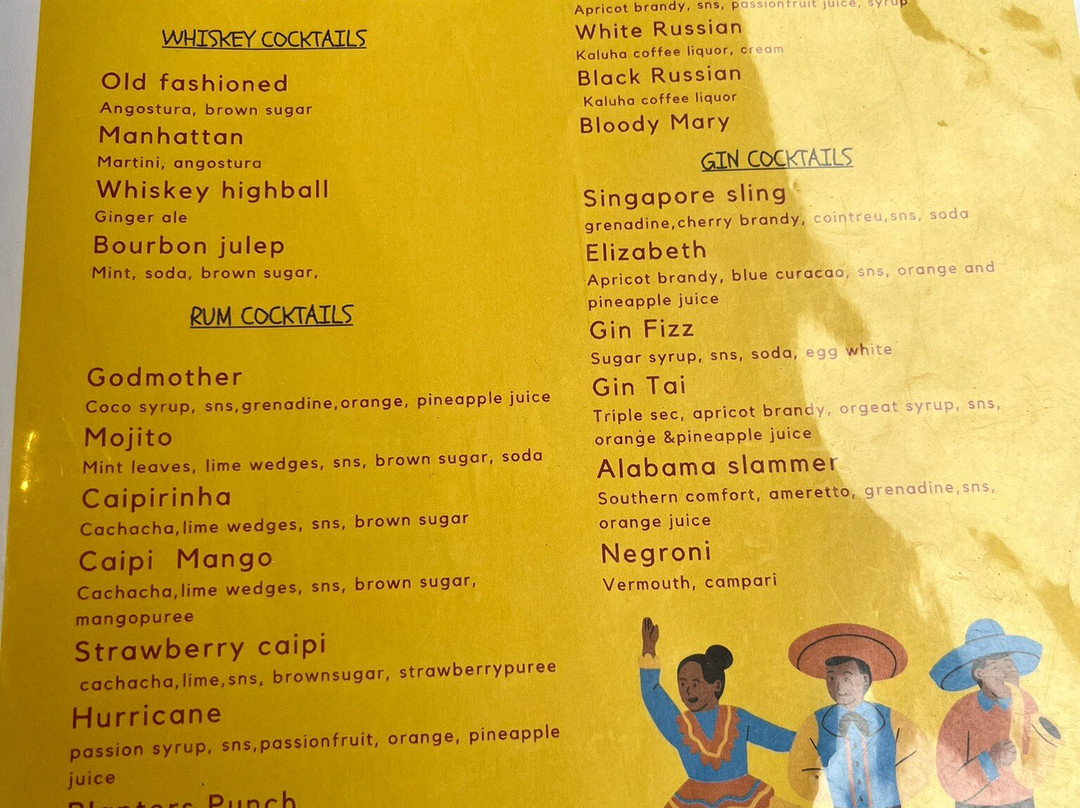 WHISKEY COCKTAILS
Old fashioned
Angostura, brown sugar
Manhattan
Martini, angostura
Whiskey highball
Ginger ale
Bourbon julep
Mint, soda, brown sugar,
RUM COCKTAILS
Godmother
Coco syrup, sns,grenadine,orange, pineapple juice
Mojito
Mint leaves, lime wedges, sns, brown sugar, soda
Caipirinha
Cachacha,lime wedges, sns, brown sugar
Caipi Mango
Cachacha,lime wedges, sns, brown sugar,
mangopuree
Strawberry caipi
cachacha,lime,sns, brownsugar, strawberrypuree
Hurricane
passion syrup, sns,passionfruit, orange, pineapple
juice
Planters Punch
Apricot brandy, sns, passionfruit juice, syrup
White Russian
Kaluha coffee liquor, cream
Black Russian
Kaluha coffee liquor
Bloody Mary
GIN COCKTAILS
Singapore sling
grenadine,cherry brandy, cointreu,sns, soda
Elizabeth
Apricot brandy, blue curacao, sns, orange and
pineapple juice
Gin Fizz
Sugar syrup, sns, soda, egg white
Gin Tai
Triple sec, apricot brandy, orgeat syrup, sns,
orange &pineapple juice
Alabama slammer
Southern comfort, ameretto, grenadine,sns,
orange juice
Negroni
Vermouth, campari